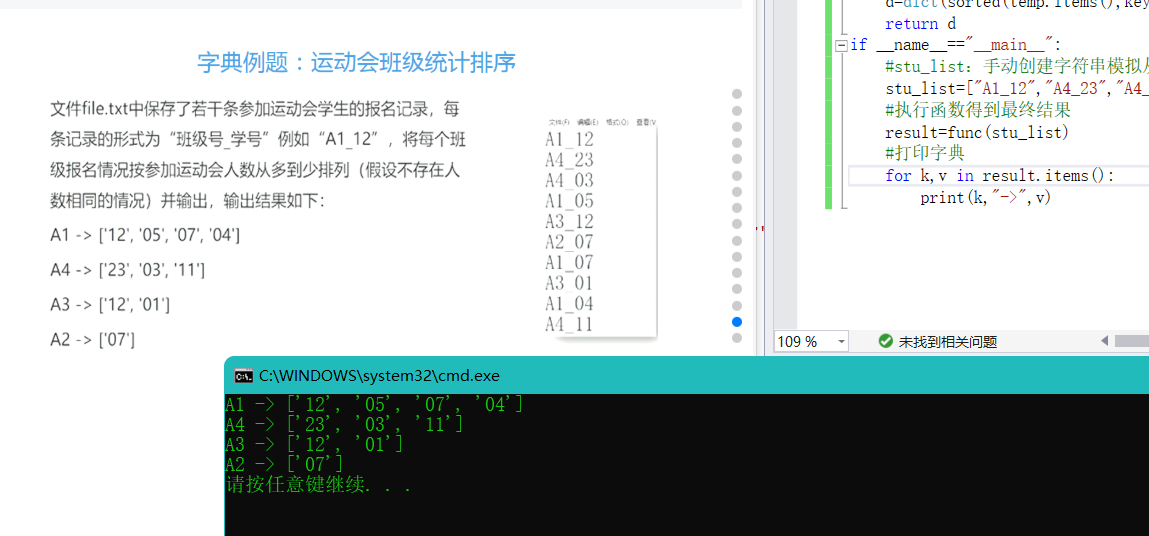 字典例题：运动会班级统计排序
文件file.txt中保存了若干条参加运动会学生的报名记录，每
条记录的形式为“班级号_学号”例如“A1_12”，将每个班
级报名情况按参加运动会人数从多到少排列（假设不存在人
数相同的情况）并输出，输出结果如下：
A1 -> ['12', '05', '07', '04']
A4 -> ['23', '03', '11']
A3 -> ['12', '01']
A2 -> ['07']
文件(F) 编辑(E) 格式(O) 查看(V
A1_12
A4_23
A4_03
A1_05
A3_12
A2_07
A1_07
A3_01
A1_04
A4_11
d=dict(sorted(temp.items(),key
return d
if __name__=="__main__":
#stu_list：手动创建字符串模拟从
stu_list=["A1_12","A4_23","A4_
#执行函数得到最终结果
result=func(stu_list)
#打印字典
for k,v in result.items():
print(k,"->",v)
109 %
未找到相关问题
C:\WINDOWS\system32\cmd.exe
A1 -> ['12', '05', '07', '04']
A4 -> ['23', '03', '11']
A3 -> ['12', '01']
A2 -> ['07']
请按任意键继续. . .